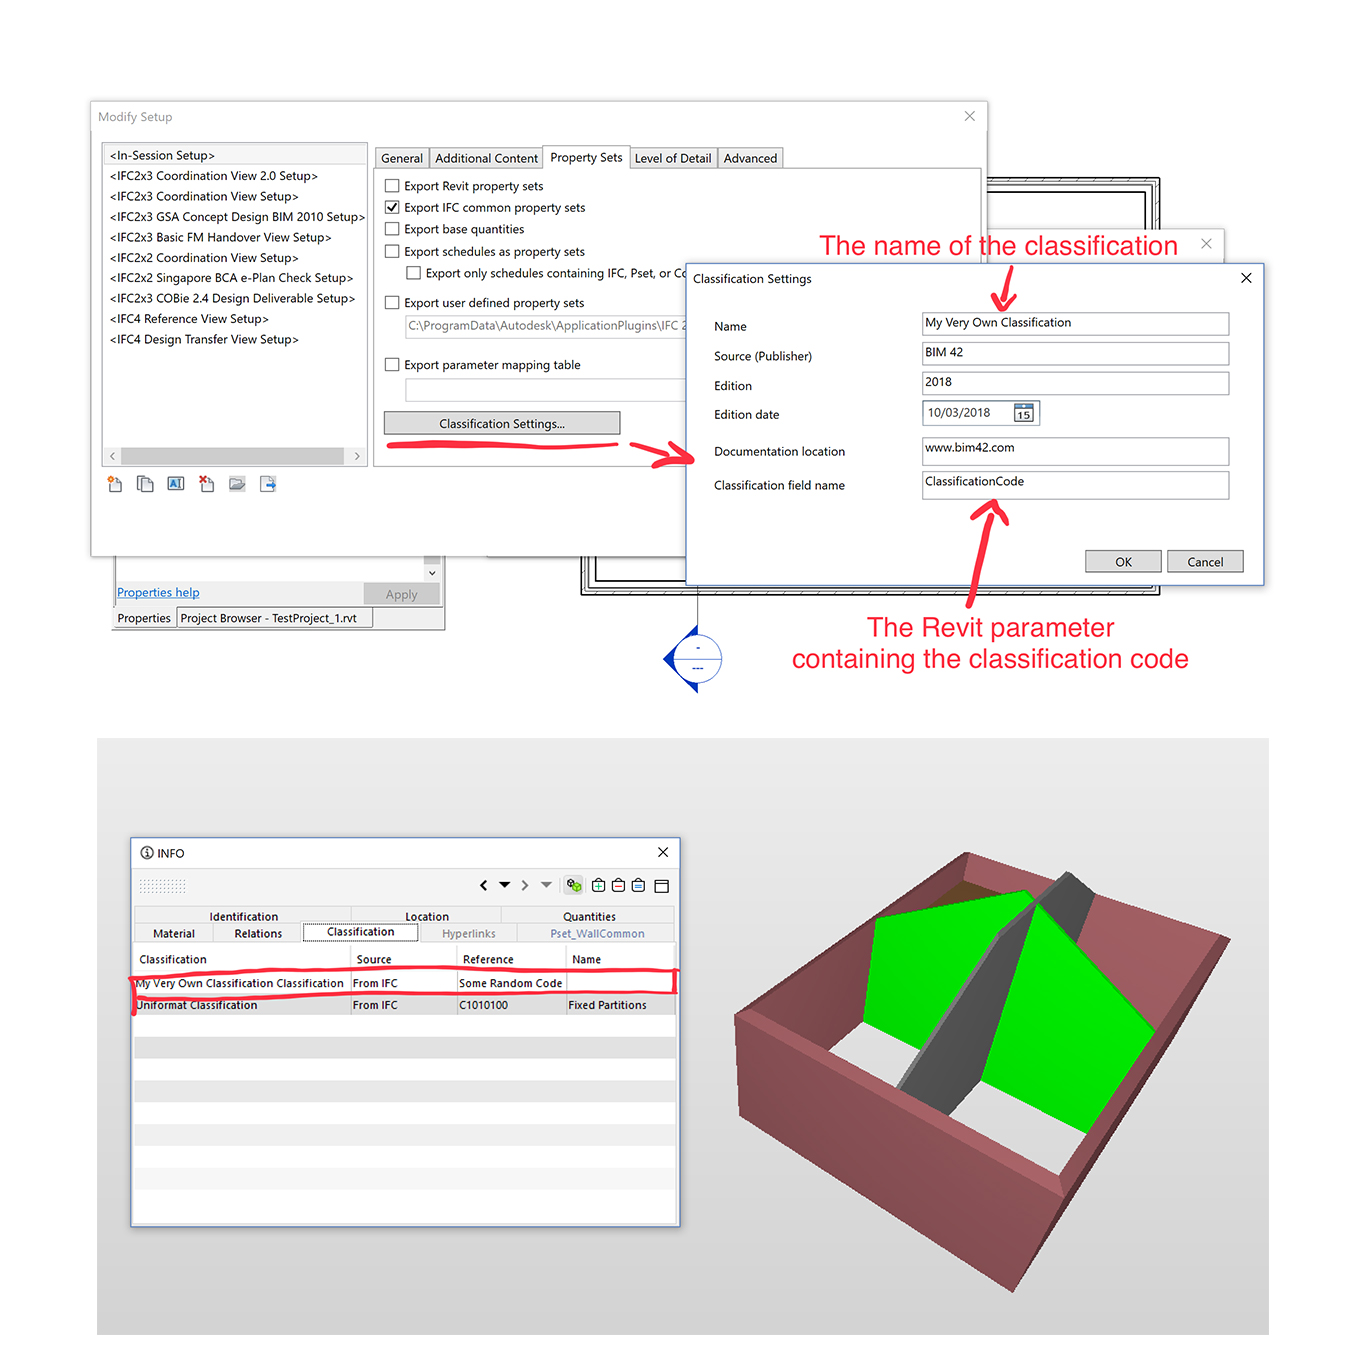 Modify Setup
<In-Session Setup>
<IFC2x3 Coordination View 2.0 Setup>
<IFC2x3 Coordination View Setup>
<IFC2x3 GSA Concept Design BIM 2010 Setup>
<IFC2x3 Basic FM Handover View Setup>
<IFC2x2 Coordination View Setup>
<IFC2x2 Singapore BCA e-Plan Check Setup>
<IFC2x3 COBie 2.4 Design Deliverable Setup>
<IFC4 Reference View Setup>
<IFC4 Design Transfer View Setup>
General Additional Content Property Sets Level of Detail Advanced
Export Revit property sets
Export IFC common property sets
Export base quantities
Export schedules as property sets
Export only schedules containing IFC, Pset, or Co
Export user defined property sets
C:\ProgramData\Autodesk\ApplicationPlugins\IFC 2
Export parameter mapping table
Classification Settings...
The name of the classification
Classification Settings
Name My Very Own Classification
Source (Publisher) BIM 42
Edition 2018
Edition date 10/03/2018 15
Documentation location www.bim42.com
Classification field name ClassificationCode
OK Cancel
The Revit parameter
containing the classification code
Properties help Apply
Properties Project Browser - TestProject_1.rvt
-
---
INFO
Identification Location Quantities
Material Relations Classification Hyperlinks Pset_WallCommon
Classification Source Reference Name
My Very Own Classification Classification From IFC Some Random Code
Uniformat Classification From IFC C1010100 Fixed Partitions